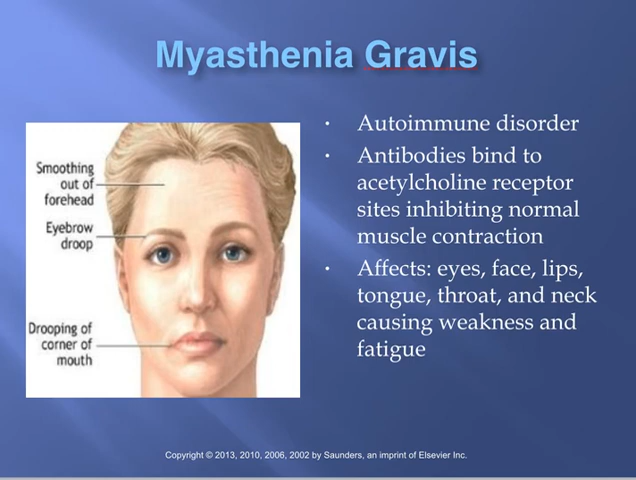 Myasthenia Gravis
Smoothing
out of
forehead
Eyebrow
droop
Drooping of
corner of
mouth
• Autoimmune disorder
• Antibodies bind to
acetylcholine receptor
sites inhibiting normal
muscle contraction
• Affects: eyes, face, lips,
tongue, throat, and neck
causing weakness and
fatigue
Copyright © 2013, 2010, 2006, 2002 by Saunders, an imprint of Elsevier Inc.